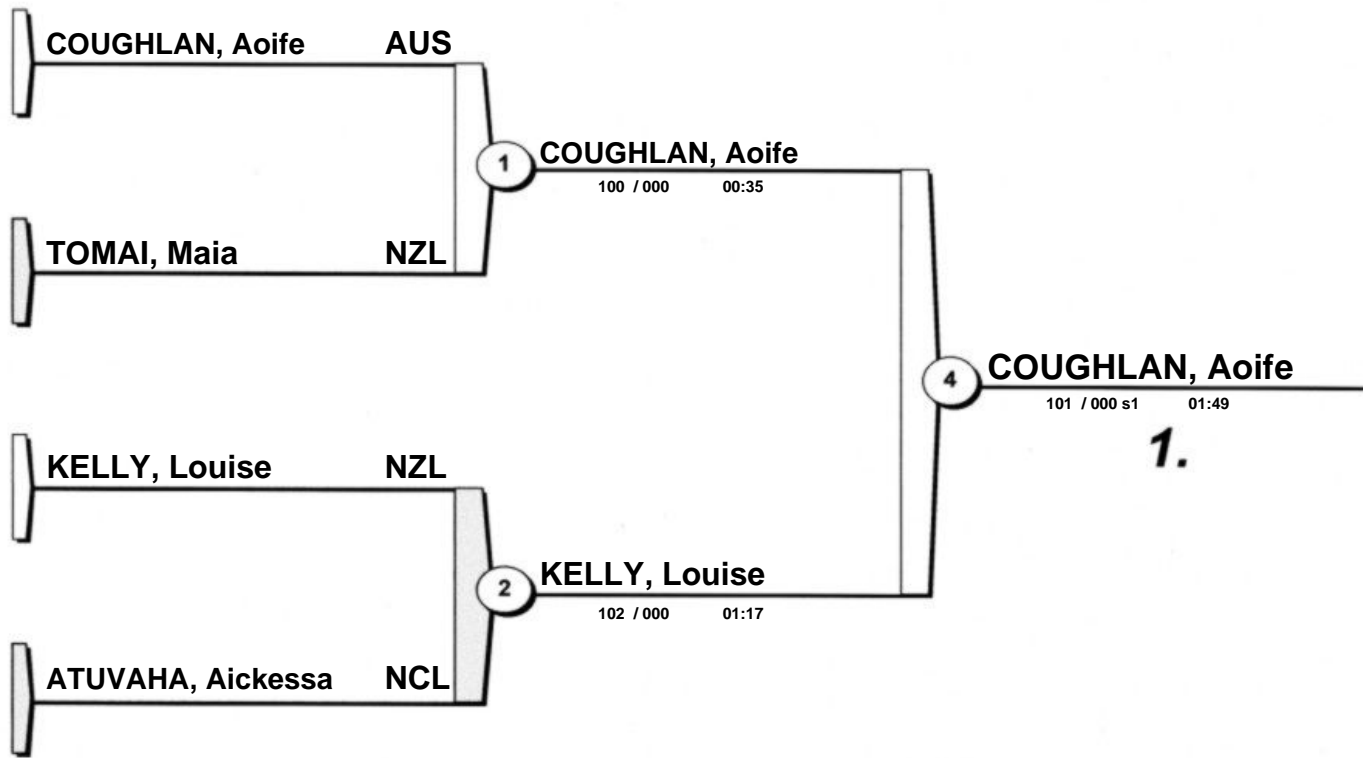 COUGHLAN, Aoife AUS
1 COUGHLAN, Aoife
100 / 000 00:35
TOMAI, Maia NZL
4 COUGHLAN, Aoife
101 / 000 s1 01:49
1.
KELLY, Louise NZL
2 KELLY, Louise
102 / 000 01:17
ATUVAHA, Aickessa NCL